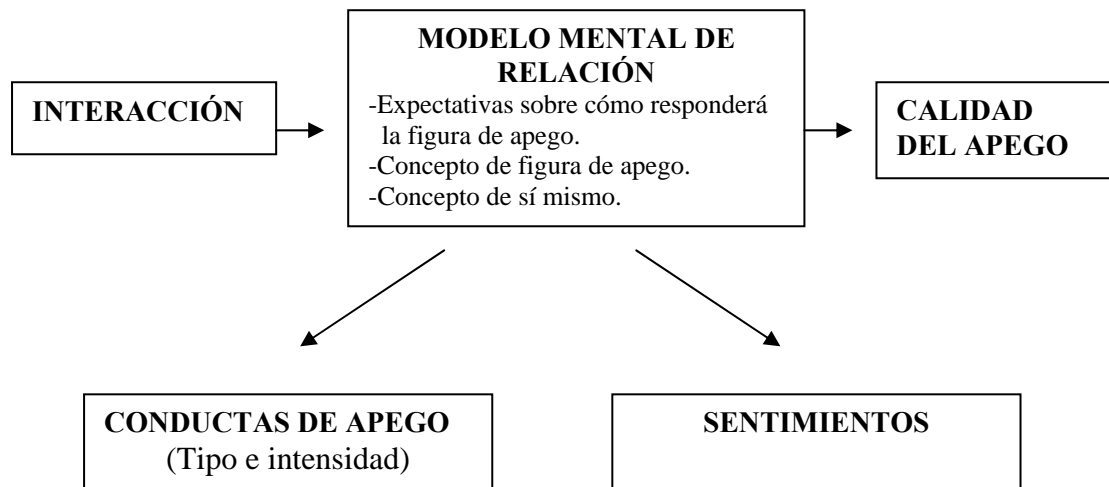 INTERACCIÓN
MODELO MENTAL DE
RELACIÓN
-Expectativas sobre cómo responderá
la figura de apego.
-Concepto de figura de apego.
-Concepto de sí mismo.
CALIDAD
DEL APEGO
CONDUCTAS DE APEGO
(Tipo e intensidad)
SENTIMIENTOS